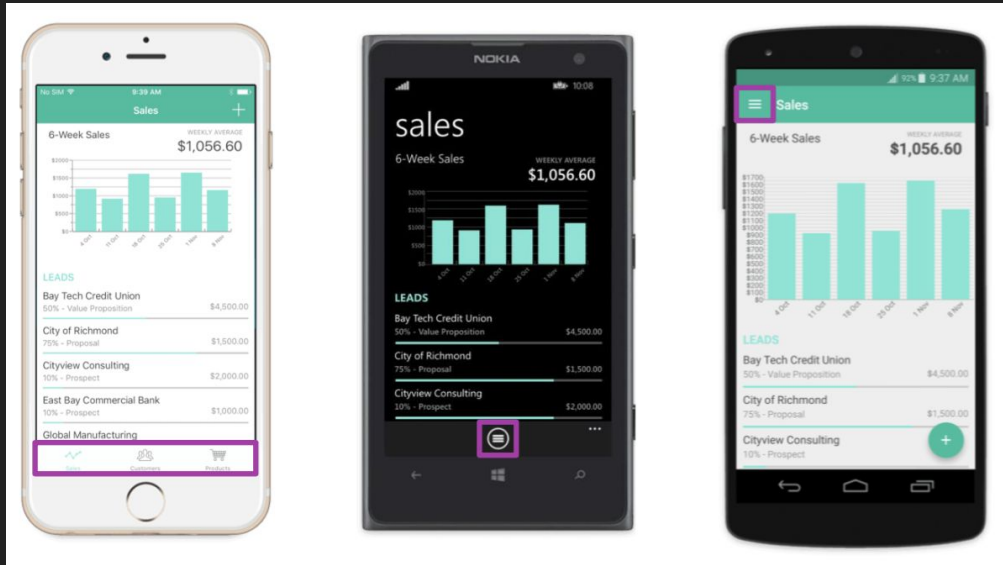 No SIM 9:39 AM
Sales +
6-Week Sales
WEEKLY AVERAGE
$1,056.60
$2000
$1500
$1000
$500
$0
4 Oct 11 Oct 18 Oct 25 Oct 1 Nov 8 Nov
LEADS
Bay Tech Credit Union
50% - Value Proposition $4,500.00
City of Richmond
75% - Proposal $1,500.00
Cityview Consulting
10% - Prospect $2,000.00
East Bay Commercial Bank
10% - Prospect $1,000.00
Global Manufacturing
Sales Customers Products
NOKIA
10:08
sales
6-Week Sales
WEEKLY AVERAGE
$1,056.60
$2000
$1500
$1000
$500
$0
4 Oct 11 Oct 18 Oct 25 Oct 1 Nov 8 Nov
LEADS
Bay Tech Credit Union
50% - Value Proposition $4,500.00
City of Richmond
75% - Proposal $1,500.00
Cityview Consulting
10% - Prospect $2,000.00
...
92% 9:37 AM
Sales
6-Week Sales
WEEKLY AVERAGE
$1,056.60
$1700
$1600
$1500
$1400
$1300
$1200
$1100
$1000
$900
$800
$700
$600
$500
$400
$300
$200
$100
$0
4 Oct 11 Oct 18 Oct 25 Oct 1 Nov 8 Nov
LEADS
Bay Tech Credit Union
50% - Value Proposition $4,500.00
City of Richmond
75% - Proposal $1,500.00
Cityview Consulting
10% - Prospect +